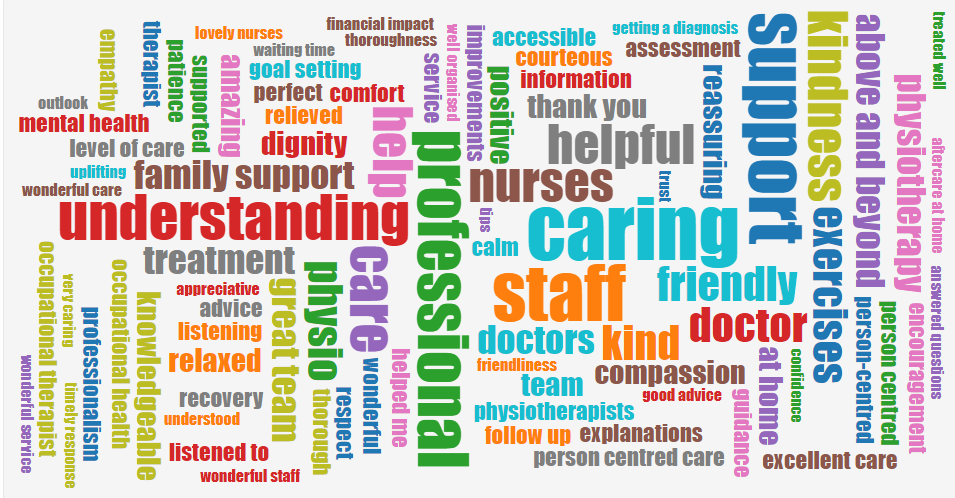 financial impact
thoroughness
lovely nurses
waiting time
goal setting
perfect
comfort
relieved
dignity
empathy
therapist
patience
supported
amazing
outlook
mental health
level of care
uplifting
wonderful care
family support
help
service
well organised
improvements
positive
accessible
courteous
information
getting a diagnosis
assessment
thank you
helpful
reassuring
support
kindness
above and beyond
treated well
physiotherapy
aftercare at home
understanding
professional
nurses
tips
calm
caring
trust
treatment
appreciative
advice
listening
relaxed
recovery
understood
listened to
wonderful staff
great team
physio
care
thorough
respect
wonderful
helped me
occupational therapist
very caring
timely response
wonderful service
professionalism
occupational health
knowledgeable
staff
friendly
doctors
kind
doctor
friendliness
team
compassion
good advice
physiotherapists
follow up
explanations
person centred care
guidance
at home
confidence
exercises
person-centred
person centred
encouragement
answered questions
excellent care